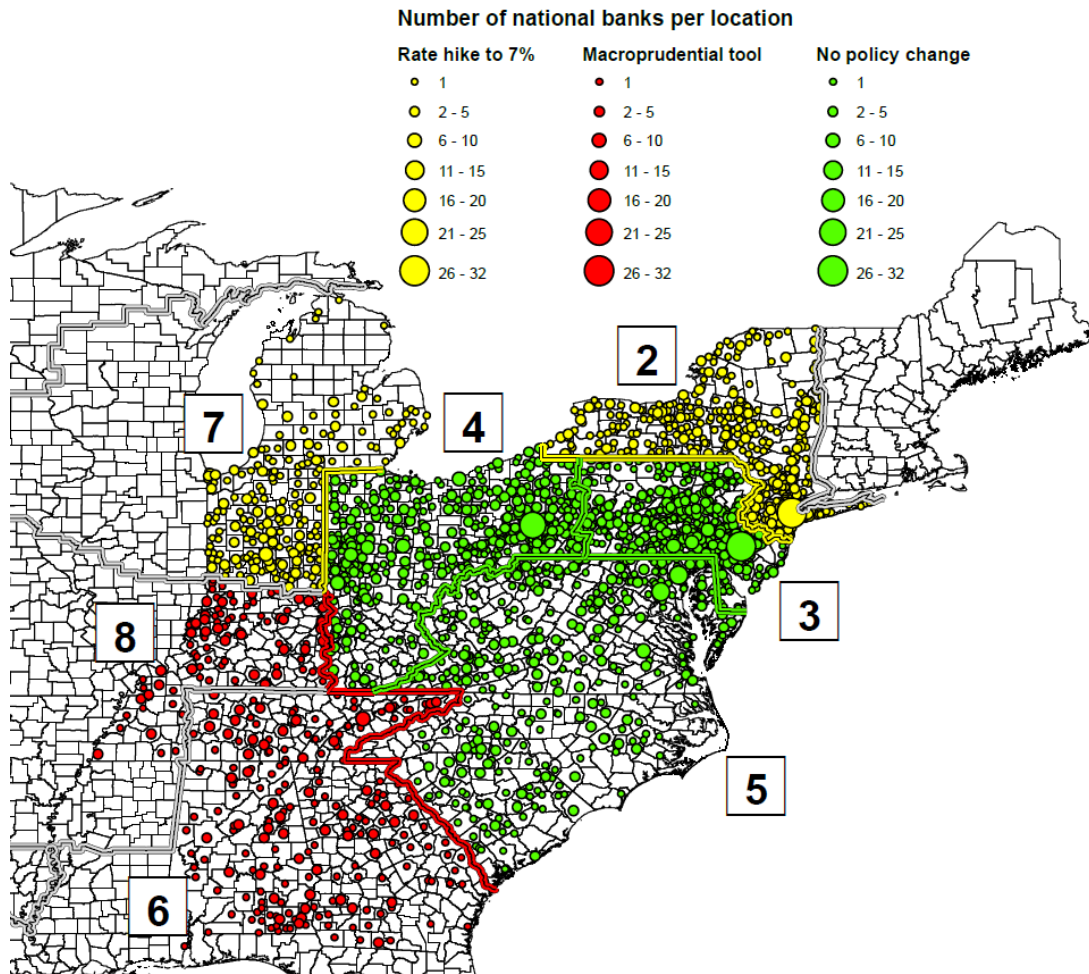 Number of national banks per location
Rate hike to 7% Macroprudential tool No policy change
1 1 1
2 - 5 2 - 5 2 - 5
6 - 10 6 - 10 6 - 10
11 - 15 11 - 15 11 - 15
16 - 20 16 - 20 16 - 20
21 - 25 21 - 25 21 - 25
26 - 32 26 - 32 26 - 32
2
7 4
3
8
5
6